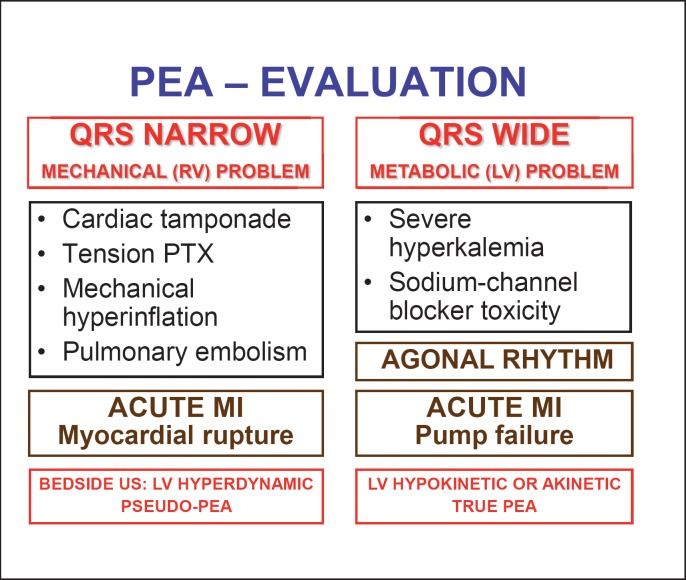 PEA – EVALUATION
QRS NARROW
MECHANICAL (RV) PROBLEM
• Cardiac tamponade
• Tension PTX
• Mechanical
hyperinflation
• Pulmonary embolism
ACUTE MI
Myocardial rupture
BEDSIDE US: LV HYPERDYNAMIC
PSEUDO-PEA
QRS WIDE
METABOLIC (LV) PROBLEM
• Severe
hyperkalemia
• Sodium-channel
blocker toxicity
AGONAL RHYTHM
ACUTE MI
Pump failure
LV HYPOKINETIC OR AKINETIC
TRUE PEA